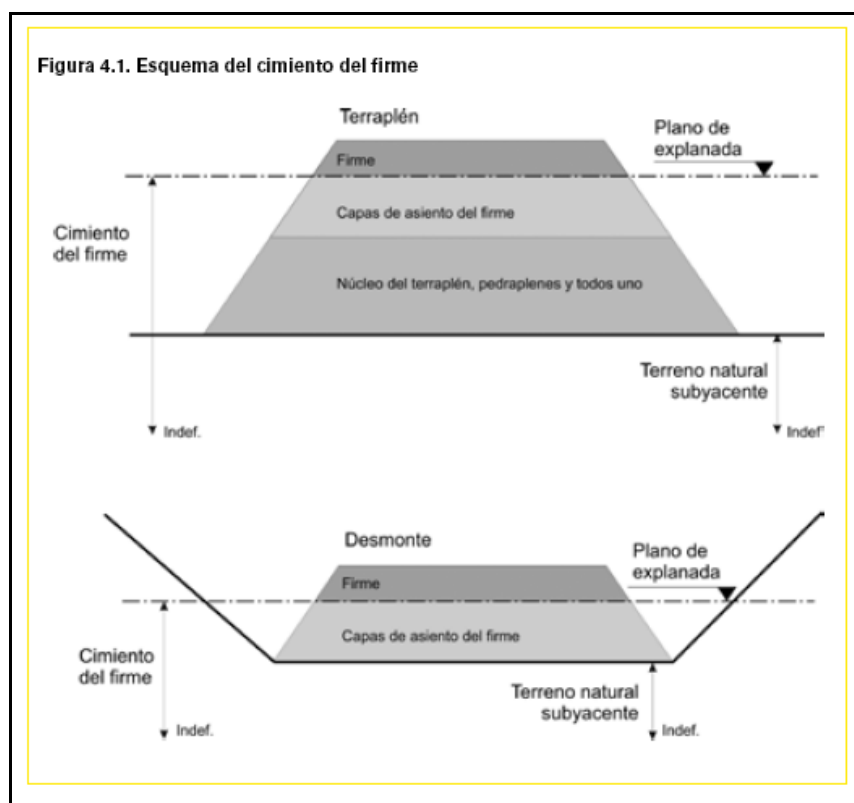 Figura 4.1. Esquema del cimiento del firme
Terraplén
Plano de
explanada
Firme
Capas de asiento del firme
Cimiento
del firme
Núcleo del terraplén, pedraplenes y todos uno
Terreno natural
subyacente
Indef.
Indef"
Desmonte
Plano de
explanada
Firme
Capas de asiento del firme
Cimiento
del firme
Terreno natural
subyacente
Indef.
Indef.